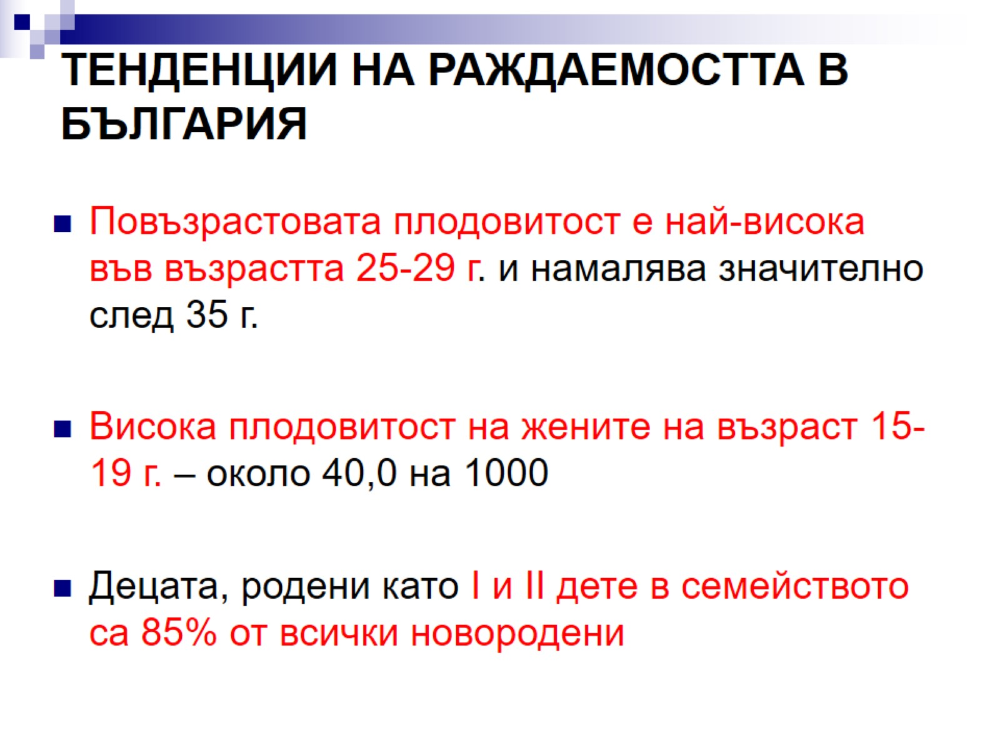 ТЕНДЕНЦИИ НА РАЖДАЕМОСТТА В
БЪЛГАРИЯ
Повъзрастовата плодовитост е най-висока
във възрастта 25-29 г. и намалява значително
след 35 г.
Висока плодовитост на жените на възраст 15-
19 г. – около 40,0 на 1000
Децата, родени като I и II дете в семейството
са 85% от всички новородени